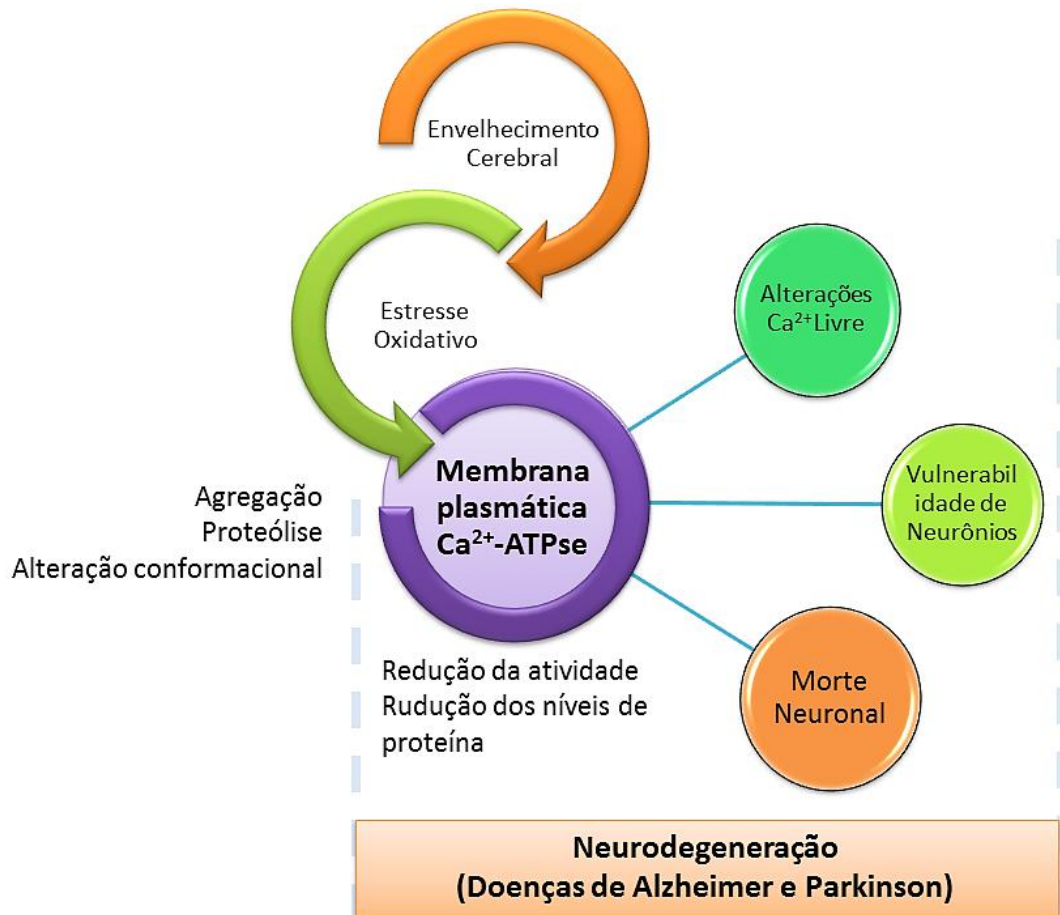 Envelhecimento
Cerebral
Estresse
Oxidativo
Alterações
Ca²⁺Livre
Membrana
plasmática
Ca²⁺-ATPse
Vulnerabil
idade de
Neurônios
Agregação
Proteólise
Alteração conformacional
Redução da atividade
Rudução dos níveis de
proteína
Morte
Neuronal
Neurodegeneração
(Doenças de Alzheimer e Parkinson)